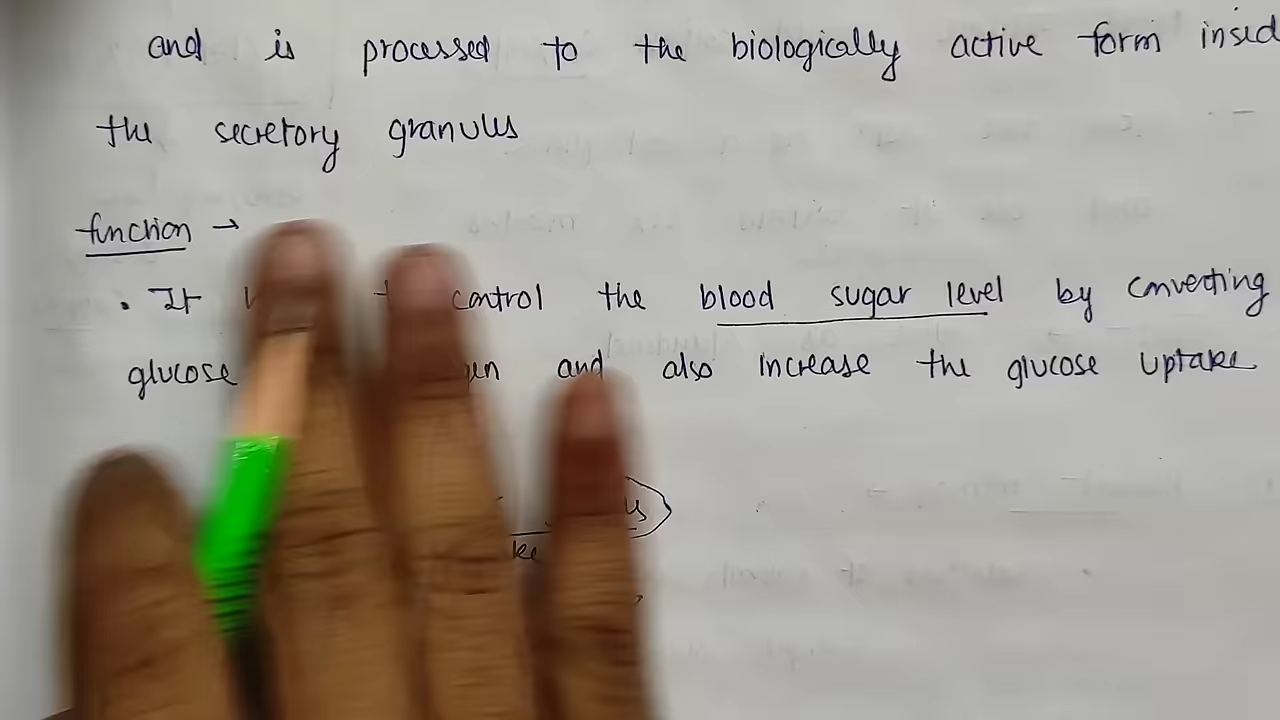 and is processed to the biologically active form insid
the secretory granules
function →
. It control the blood sugar level by converting
glucose and also increase the glucose uptake